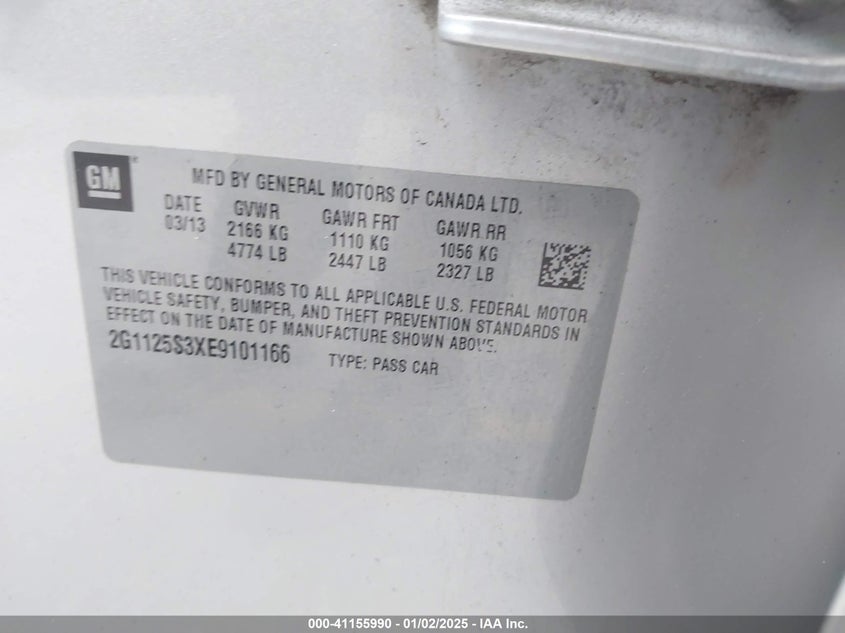 GM
MFD BY GENERAL MOTORS OF CANADA LTD.
DATE GVWR GAWR FRT GAWR RR
03/13 2166 KG 1110 KG 1056 KG
4774 LB 2447 LB 2327 LB
THIS VEHICLE CONFORMS TO ALL APPLICABLE U.S. FEDERAL MOTOR
VEHICLE SAFETY, BUMPER, AND THEFT PREVENTION STANDARDS IN
EFFECT ON THE DATE OF MANUFACTURE SHOWN ABOVE.
2G1125S3XE9101166 TYPE: PASS CAR
000-41155990 - 01/02/2025 - IAA Inc.